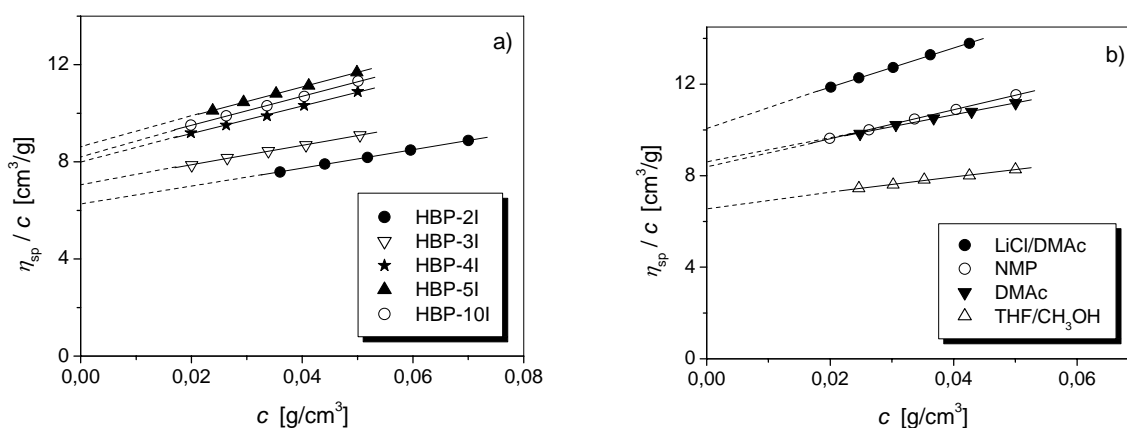 a)
12
8
4
0
0,00
0,02
0,04
0,06
0,08
η_sp / c [cm³/g]
c [g/cm³]
HBP-2I
HBP-3I
HBP-4I
HBP-5I
HBP-10I
b)
12
8
4
0
0,00
0,02
0,04
0,06
η_sp / c [cm³/g]
c [g/cm³]
LiCl/DMAc
NMP
DMAc
THF/CH₃OH